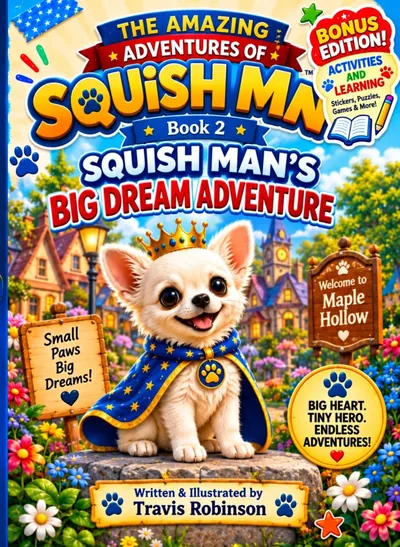 THE AMAZING
ADVENTURES OF
SQUISH MN
™
BONUS
EDITION!
ACTIVITIES
AND
LEARNING
Stickers, Puzzles,
Games & More!
Book 2
SQUISH MAN'S
BIG DREAM ADVENTURE
Small
Paws
Big
Dreams!
Welcome to
Maple
Hollow
BIG HEART.
TINY HERO.
ENDLESS
ADVENTURES!
Written & Illustrated by
Travis Robinson